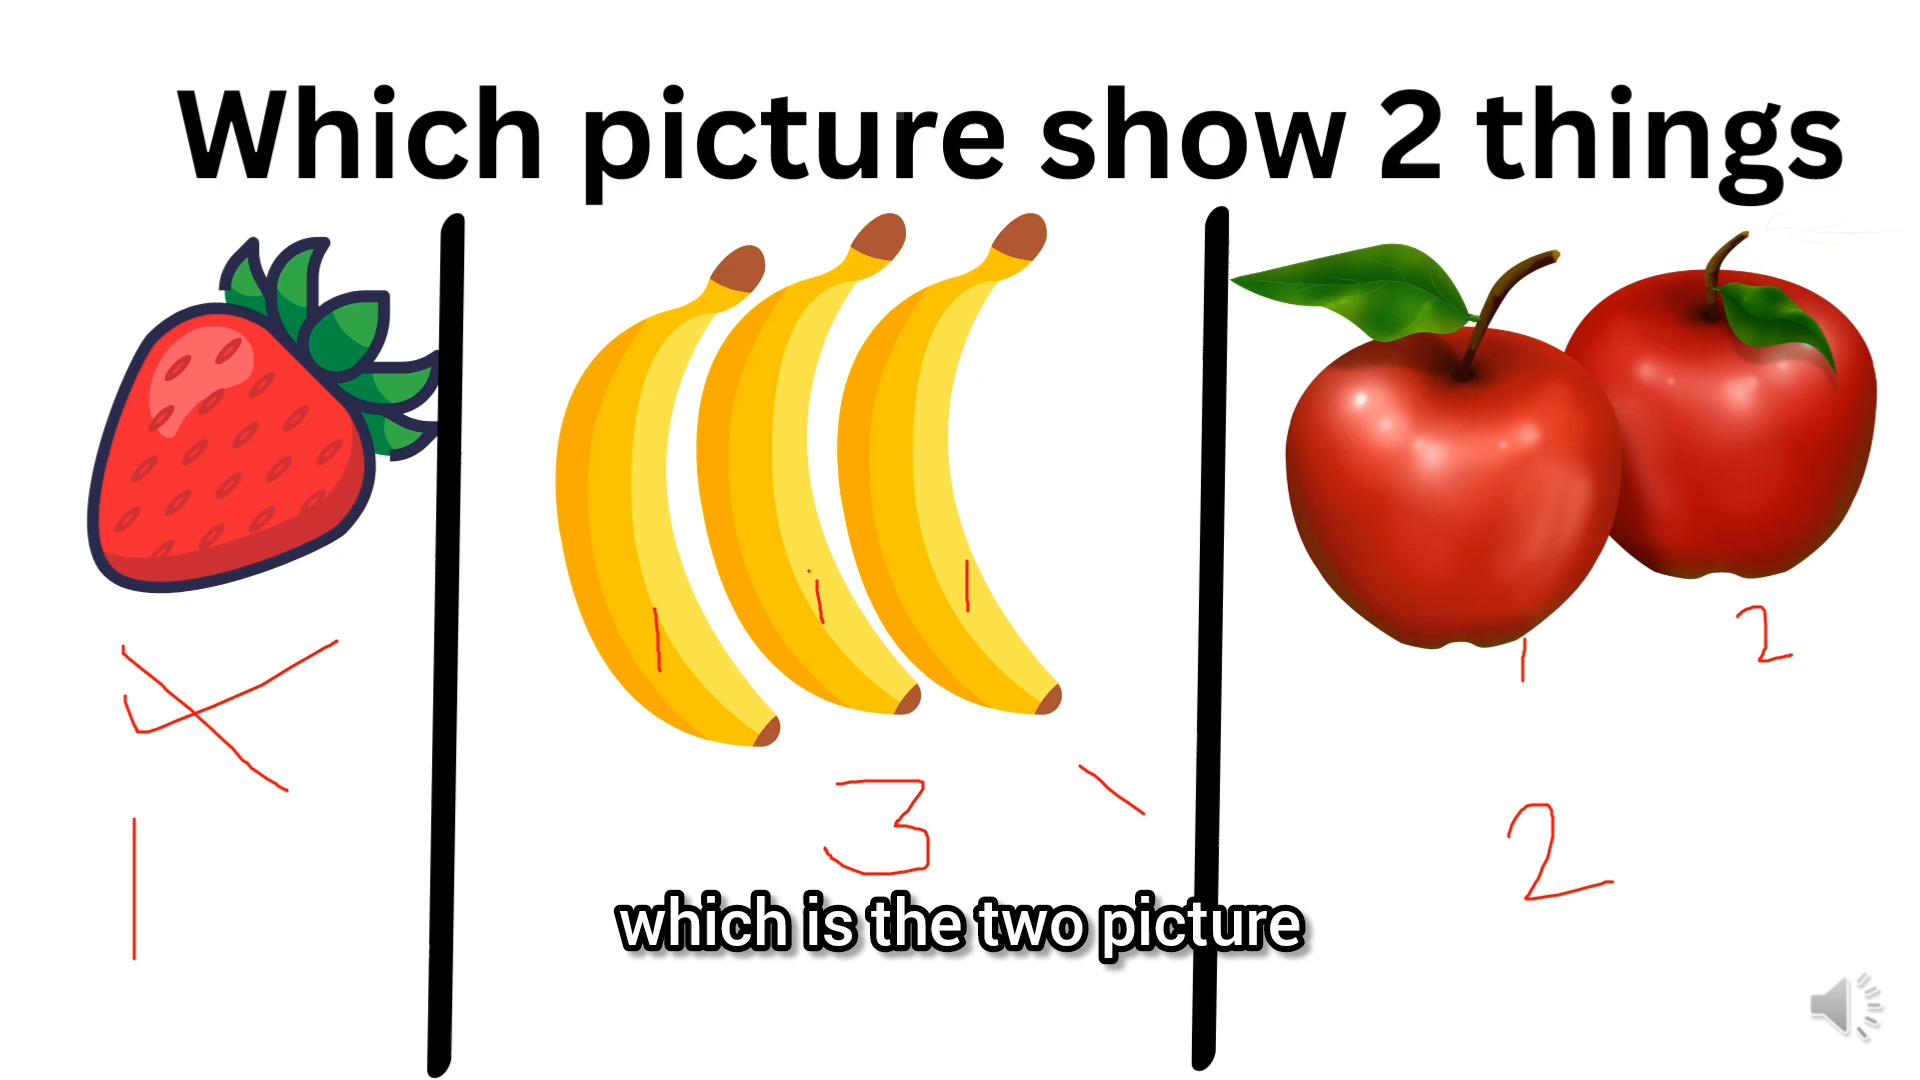 Which picture show 2 things
1 1 1
1 2
1
3
2
which is the two picture